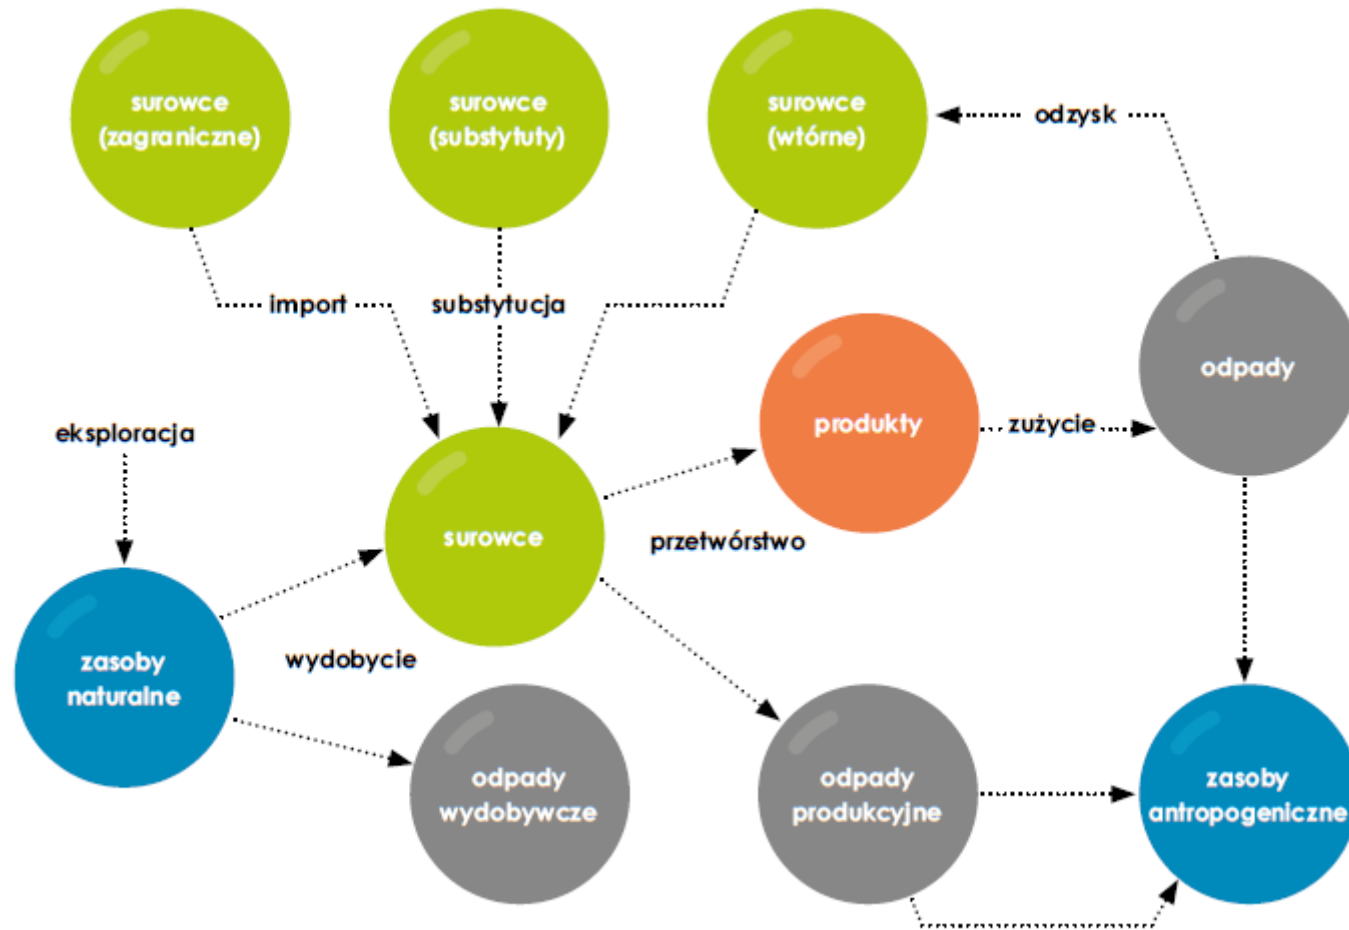 surowce
(zagraniczne)
surowce
(substytuty)
surowce
(wtórne)
odzysk
import
substytucja
odpady
produkty
zużycie
eksploracja
surowce
przetwórstwo
wydobycie
zasoby
naturalne
odpady
wydobywcze
odpady
produkcyjne
zasoby
antropogeniczne